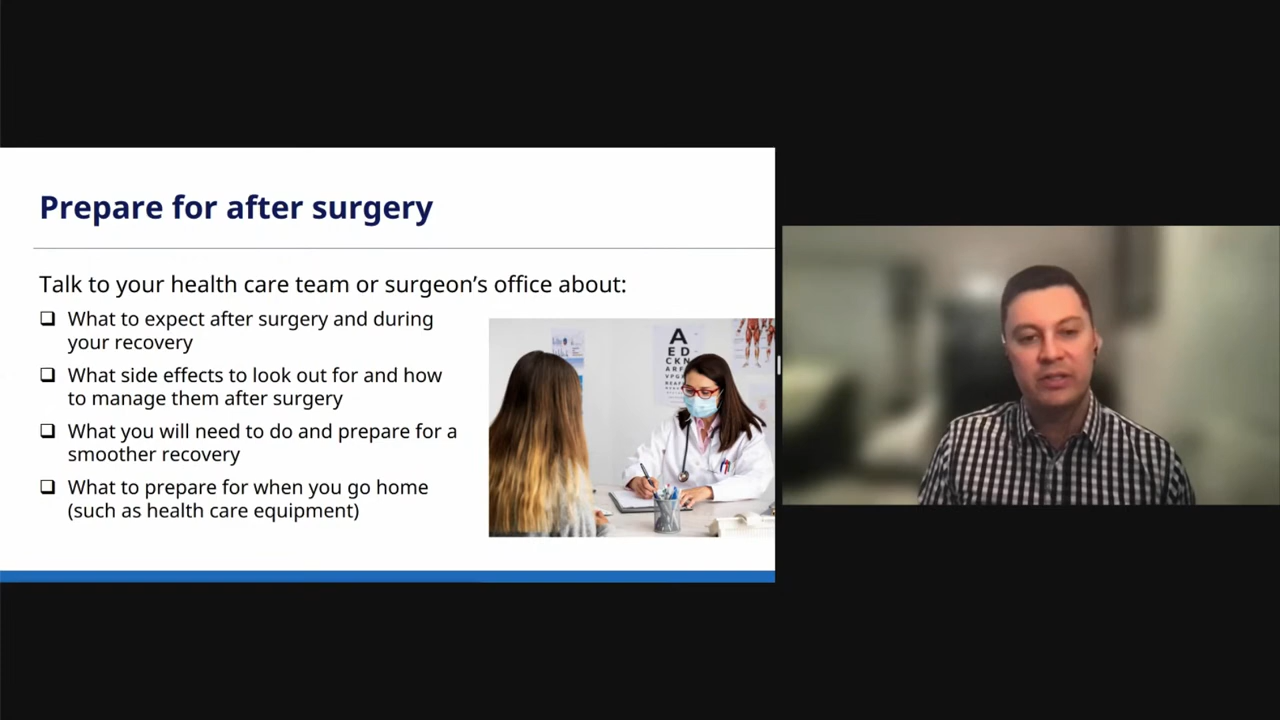 Prepare for after surgery
Talk to your health care team or surgeon’s office about:
❑ What to expect after surgery and during
your recovery
❑ What side effects to look out for and how
to manage them after surgery
❑ What you will need to do and prepare for a
smoother recovery
❑ What to prepare for when you go home
(such as health care equipment)
A
E D